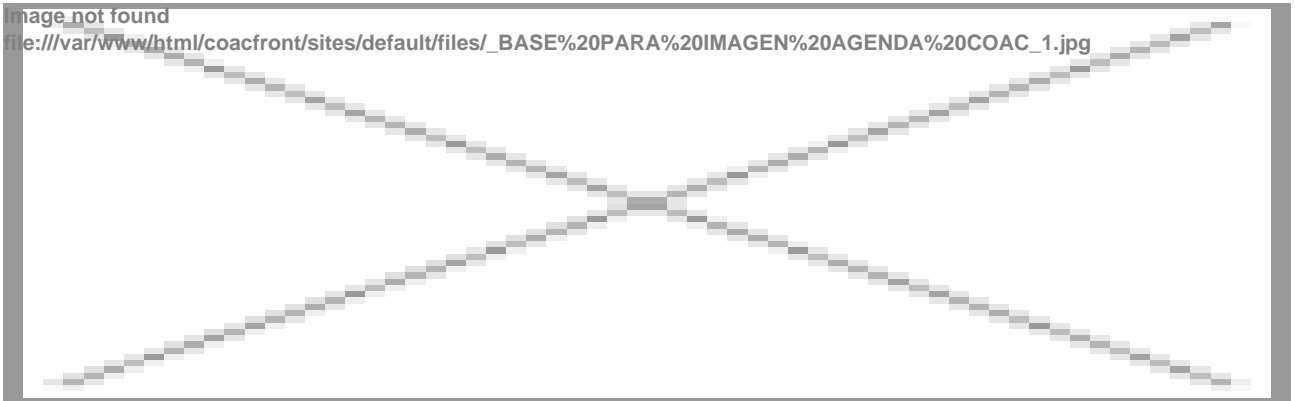 Image not found
file:///var/www/html/coacfront/sites/default/files/_BASE%20PARA%20IMAGEN%20AGENDA%20COAC_1.jpg